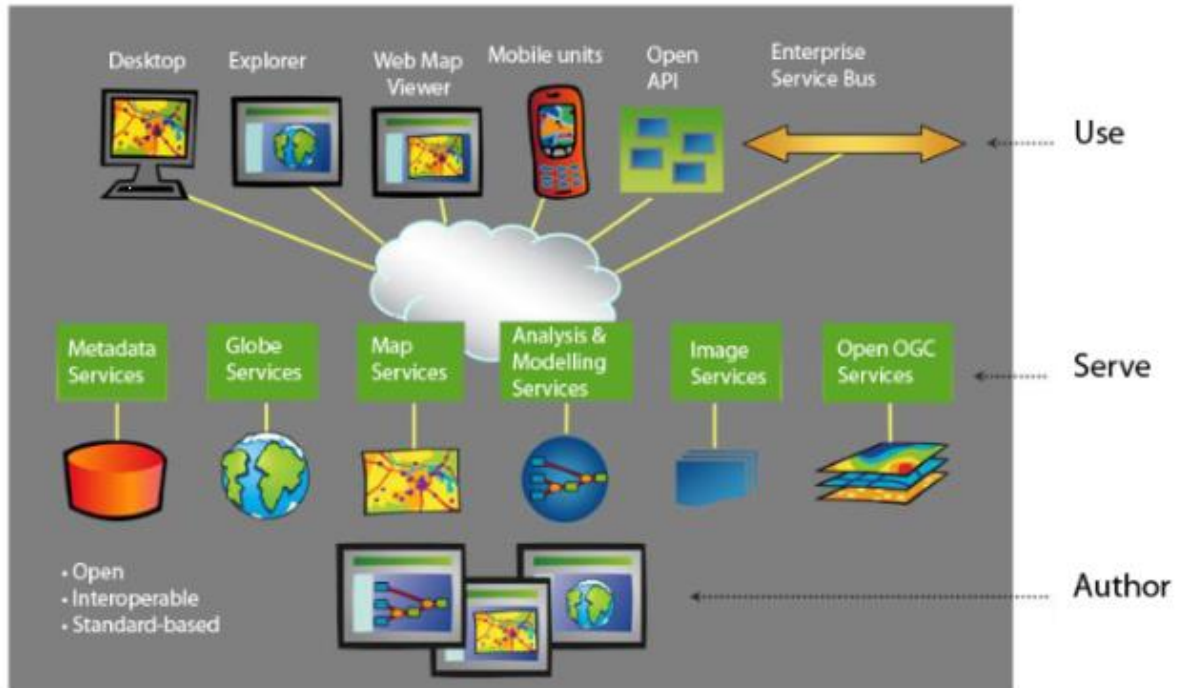 Desktop
Explorer
Web Map
Viewer
Mobile units
Open
API
Enterprise
Service Bus
Use
Metadata
Services
Globe
Services
Map
Services
Analysis &
Modelling
Services
Image
Services
Open OGC
Services
Serve
• Open
• Interoperable
• Standard-based
Author